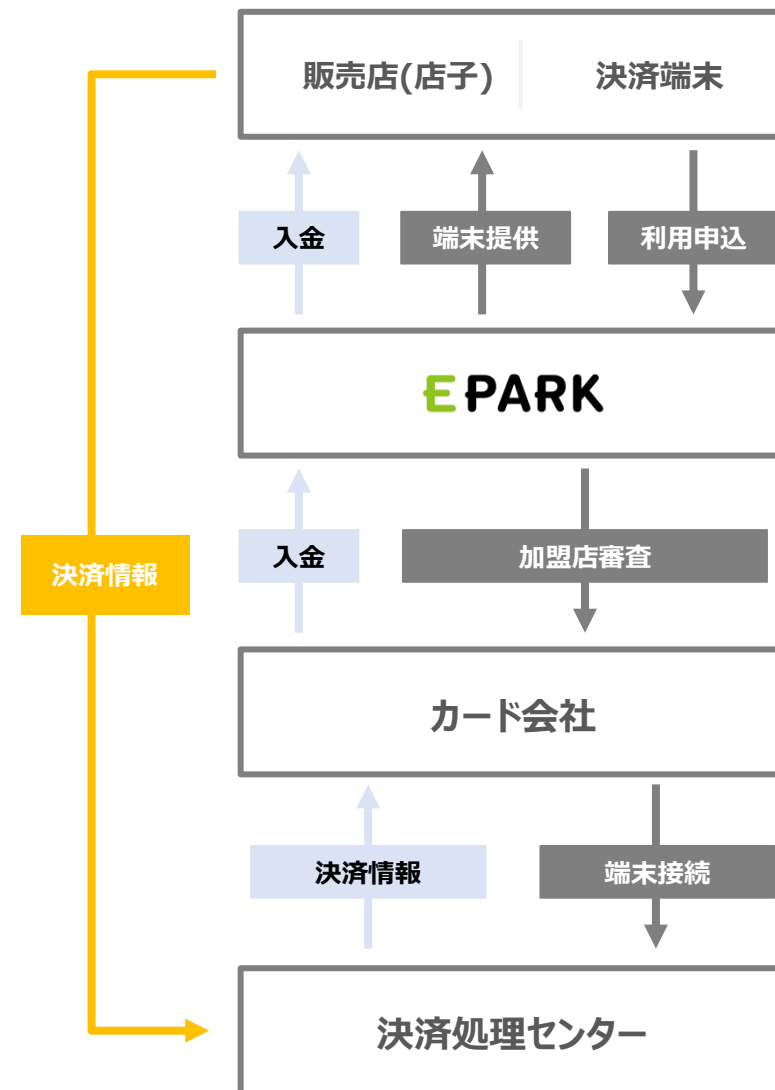 販売店(店子)
決済端末
入金
端末提供
利用申込
EPARK
入金
加盟店審査
決済情報
カード会社
決済情報
端末接続
決済処理センター